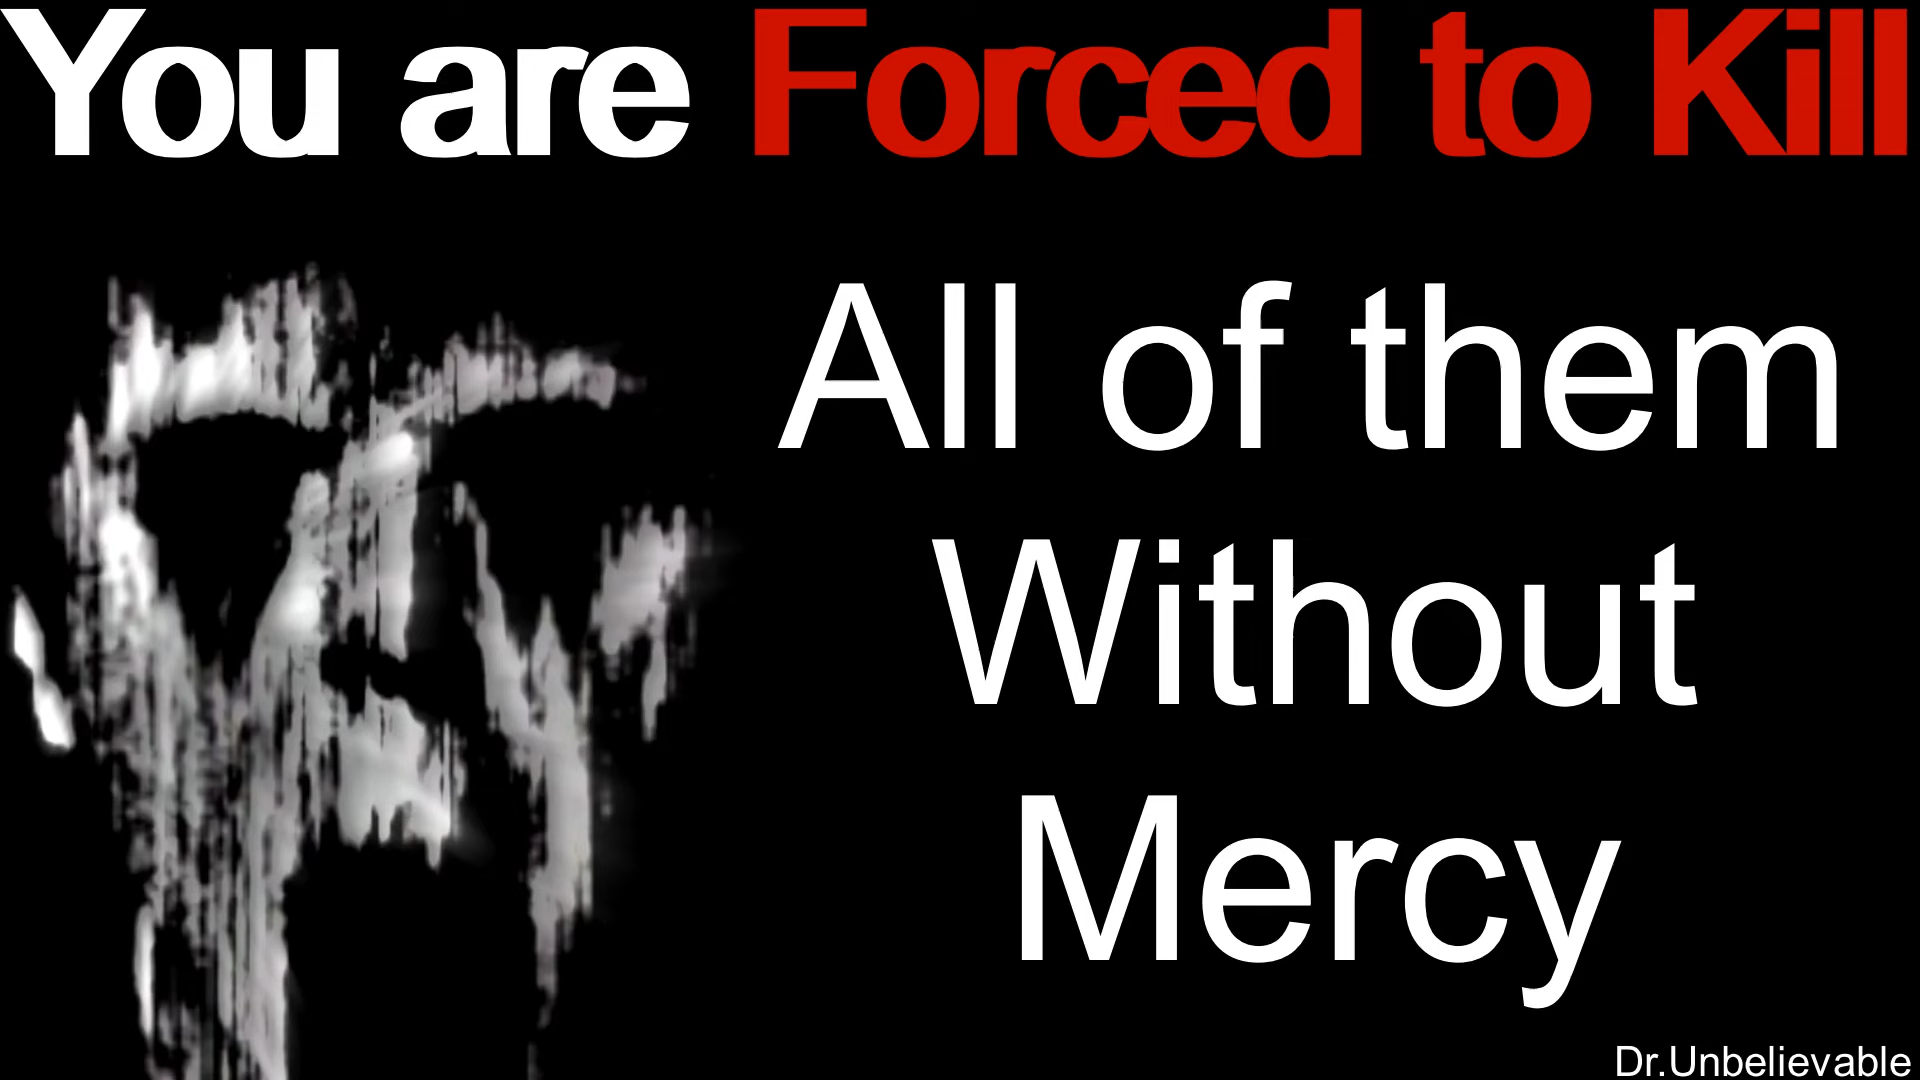 You are Forced to Kill
All of them
Without
Mercy
Dr.Unbelievable